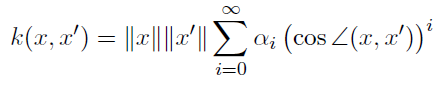 k(x, x′) = ‖x‖‖x′‖ ∑_{i=0}^{∞} α_i (cos ∠(x, x′))^i